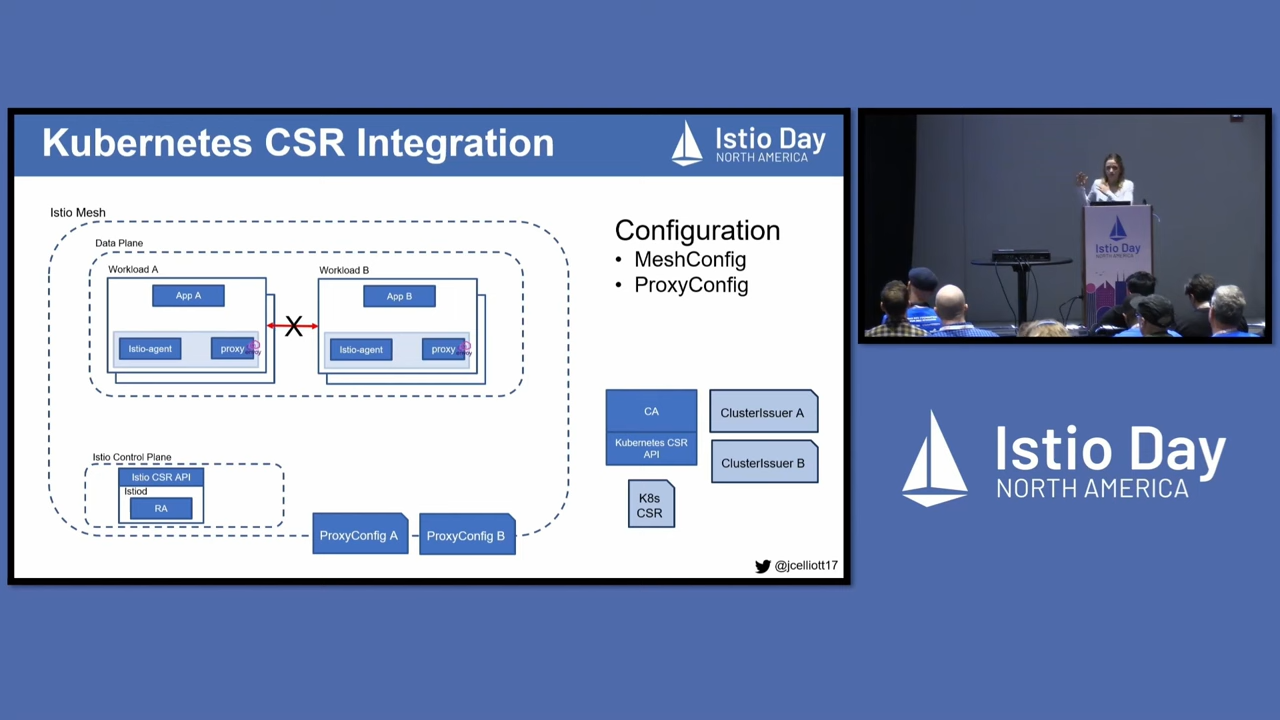 Kubernetes CSR Integration
Istio Day
NORTH AMERICA
Istio Mesh
Data Plane
Workload A
App A
Istio-agent
proxy
envoy
Workload B
App B
Istio-agent
proxy
envoy
X
Istio Control Plane
Istio CSR API
Istiod
RA
ProxyConfig A
ProxyConfig B
Configuration
• MeshConfig
• ProxyConfig
CA
Kubernetes CSR
API
ClusterIssuer A
ClusterIssuer B
K8s
CSR
@jcelliott17
Istio Day
NORTH AMERICA
Istio Day
NORTH AMERICA